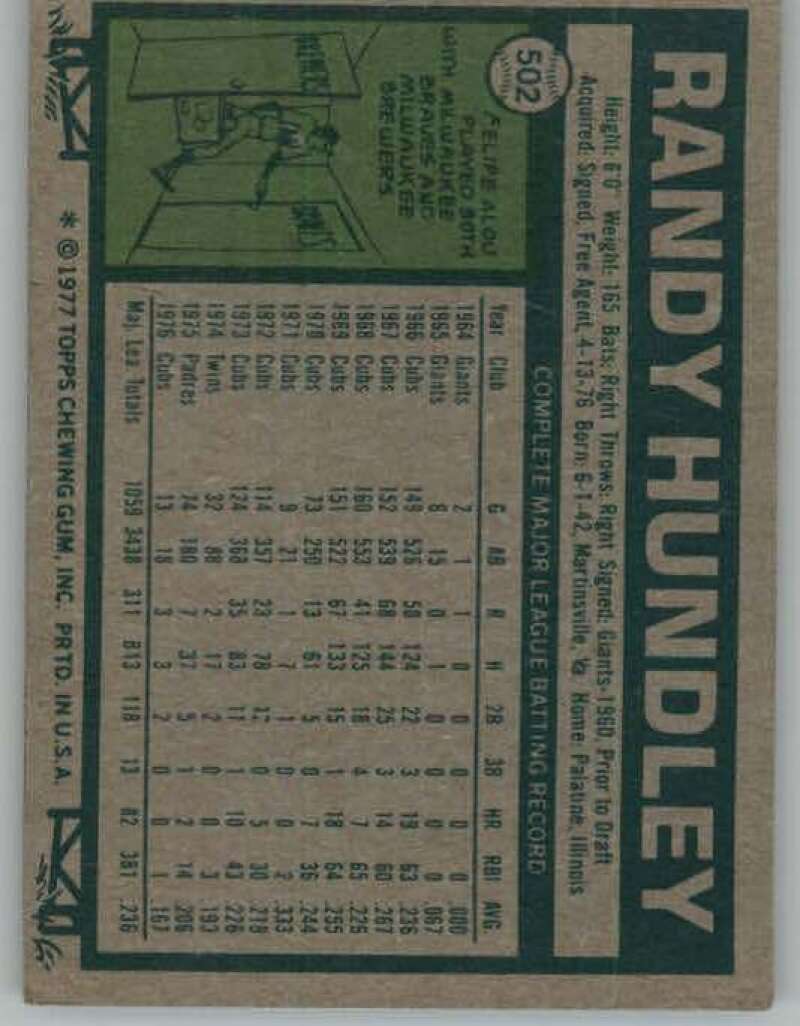 RANDY HUNDLEY
Height: 6'0" Weight: 165 Bats: Right Throws: Right Signed: Giants-1960, Prior to Draft
Acquired: Signed, Free Agent, 4-13-76 Born: 6-1-42, Martinsville, Va. Home: Palatine, Illinois
502
FELIPE ALOU
PLAYED BOTH
WITH MILWAUKEE
BRAVES AND
MILWAUKEE
BREWERS.
BREWERS
BRAVES
COMPLETE MAJOR LEAGUE BATTING RECORD
Year Club G AB R H 2B 3B HR RBI AVG.
1964 Giants 2 1 1 0 0 0 0 0 .000
1965 Giants 6 15 0 1 0 0 0 0 .067
1966 Cubs 149 526 50 124 22 3 19 63 .236
1967 Cubs 152 539 68 144 25 3 14 60 .267
1968 Cubs 160 553 41 125 18 4 7 65 .226
1969 Cubs 151 522 67 133 15 1 18 64 .255
1970 Cubs 73 250 13 61 5 0 7 36 .244
1971 Cubs 9 21 1 7 1 0 0 2 .333
1972 Cubs 114 357 23 78 12 0 5 30 .218
1973 Cubs 124 368 35 83 11 1 10 43 .226
1974 Twins 32 88 2 17 2 0 0 3 .193
1975 Padres 74 180 7 37 5 1 2 14 .206
1976 Cubs 13 18 3 3 2 0 0 1 .167
Maj. Lea. Totals 1059 3438 311 813 118 13 82 381 .236
* © 1977 TOPPS CHEWING GUM, INC. PRTD. IN U.S.A.